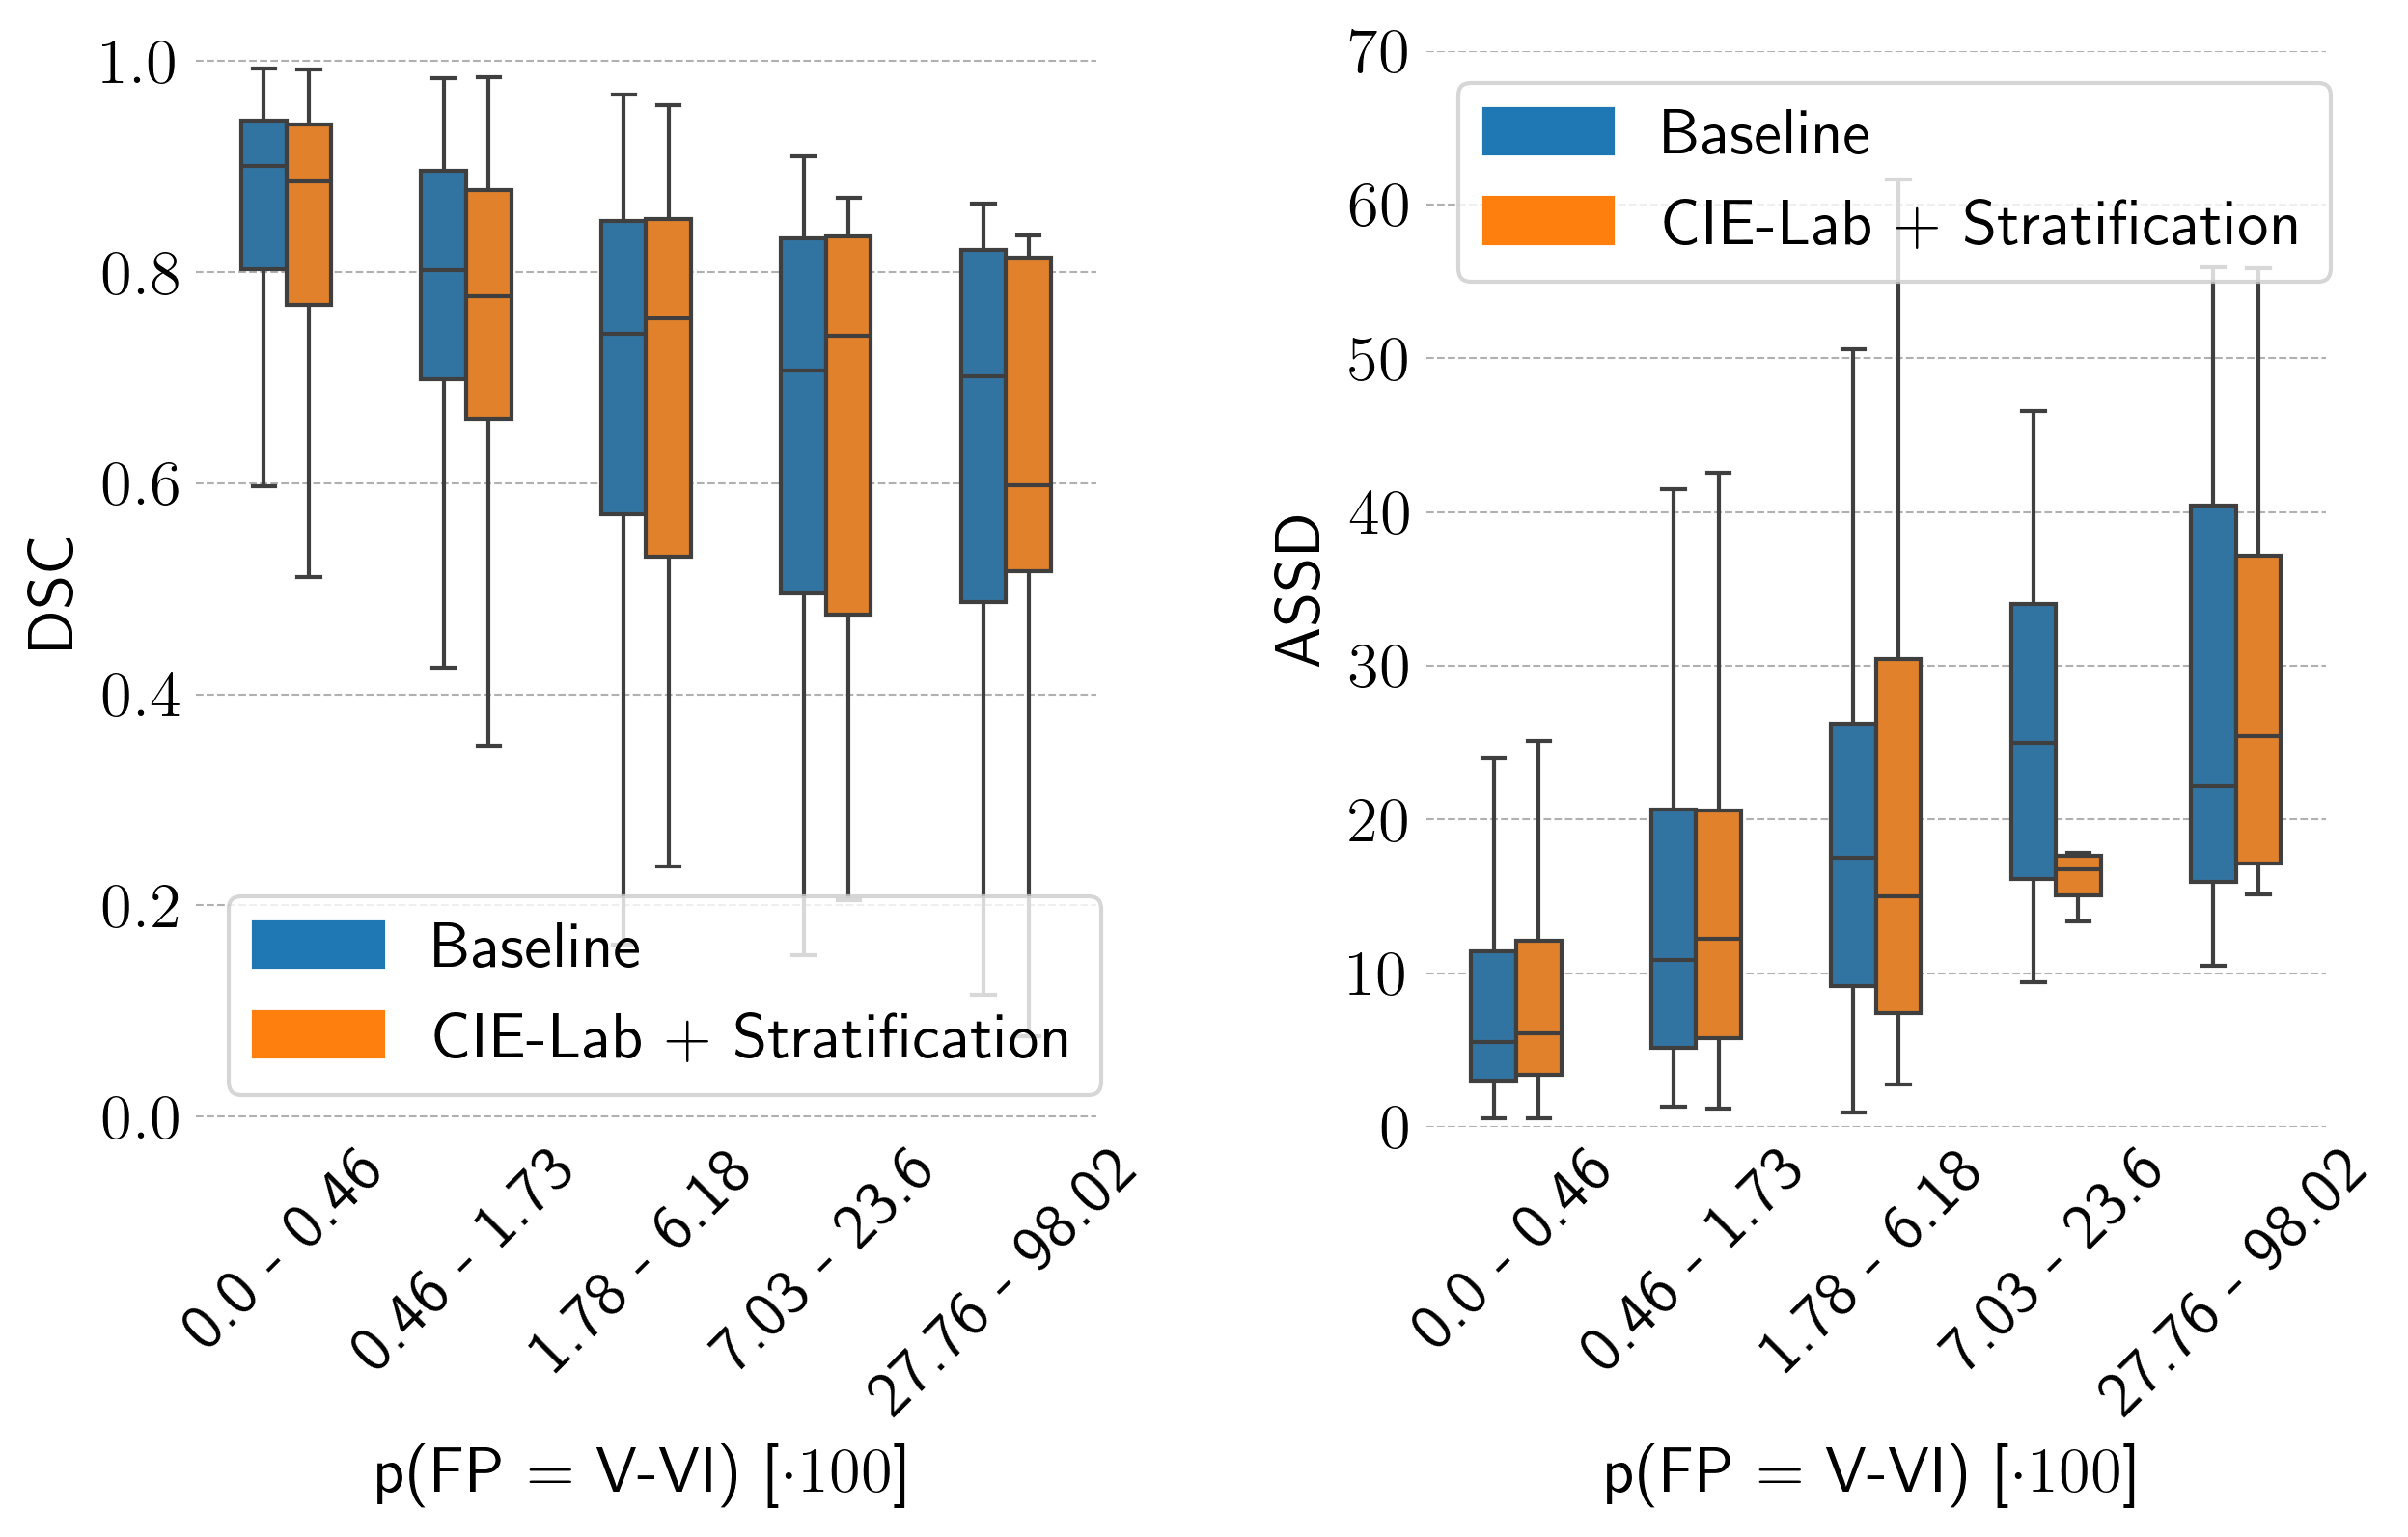 1.0
0.8
0.6
0.4
0.2
0.0
DSC
Baseline
CIE-Lab + Stratification
0.0 - 0.46
0.46 - 1.73
1.78 - 6.18
7.03 - 23.6
27.76 - 98.02
p(FP = V-VI) [·100]
70
60
50
40
30
20
10
0
ASSD
Baseline
CIE-Lab + Stratification
0.0 - 0.46
0.46 - 1.73
1.78 - 6.18
7.03 - 23.6
27.76 - 98.02
p(FP = V-VI) [·100]